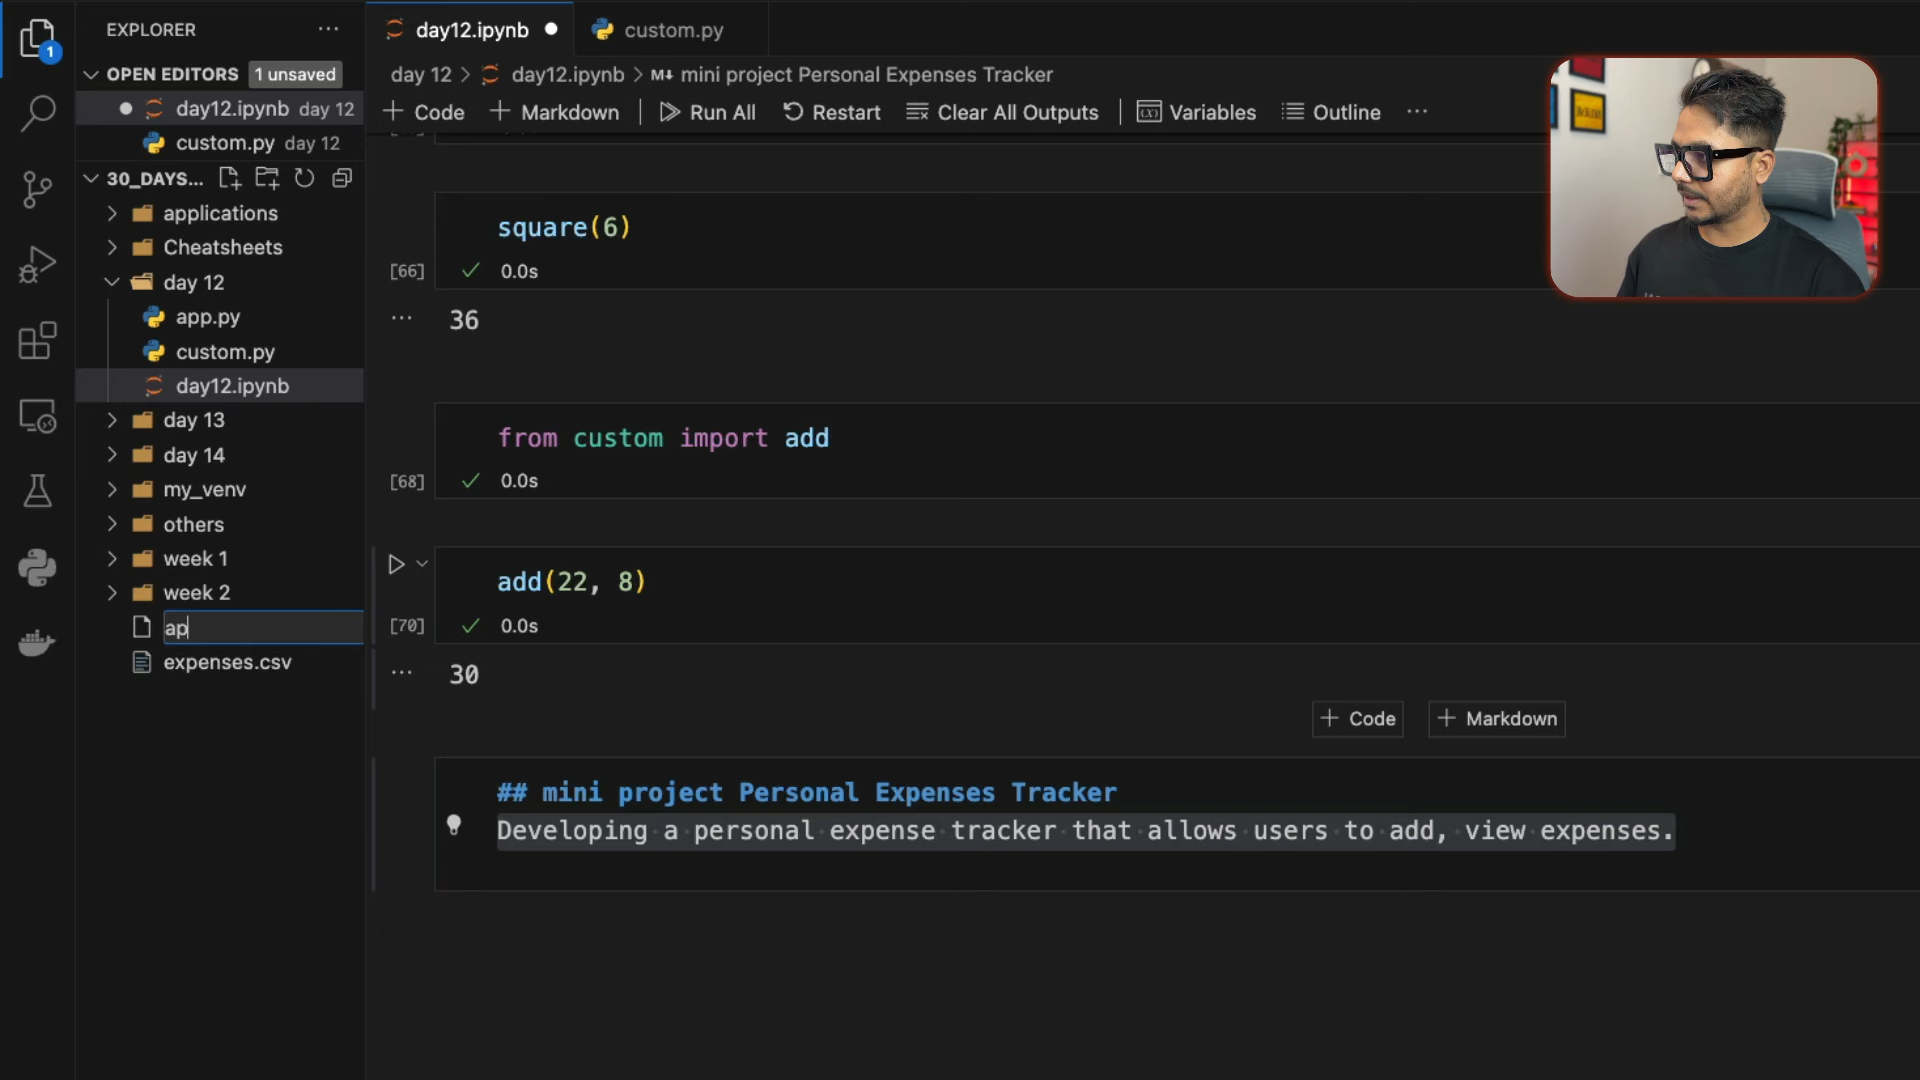 EXPLORER
OPEN EDITORS 1 unsaved
day12.ipynb day 12
custom.py day 12
30_DAYS...
applications
Cheatsheets
day 12
app.py
custom.py
day12.ipynb
day 13
day 14
my_venv
others
week 1
week 2
ap
expenses.csv
1
day12.ipynb
custom.py
day 12 > day12.ipynb > M↓ mini project Personal Expenses Tracker
+ Code + Markdown | Run All Restart Clear All Outputs | Variables Outline ...
square(6)
[66] ✓ 0.0s
... 36
from custom import add
[68] ✓ 0.0s
add(22, 8)
[70] ✓ 0.0s
... 30
+ Code + Markdown
## mini project Personal Expenses Tracker
Developing a personal expense tracker that allows users to add, view expenses.